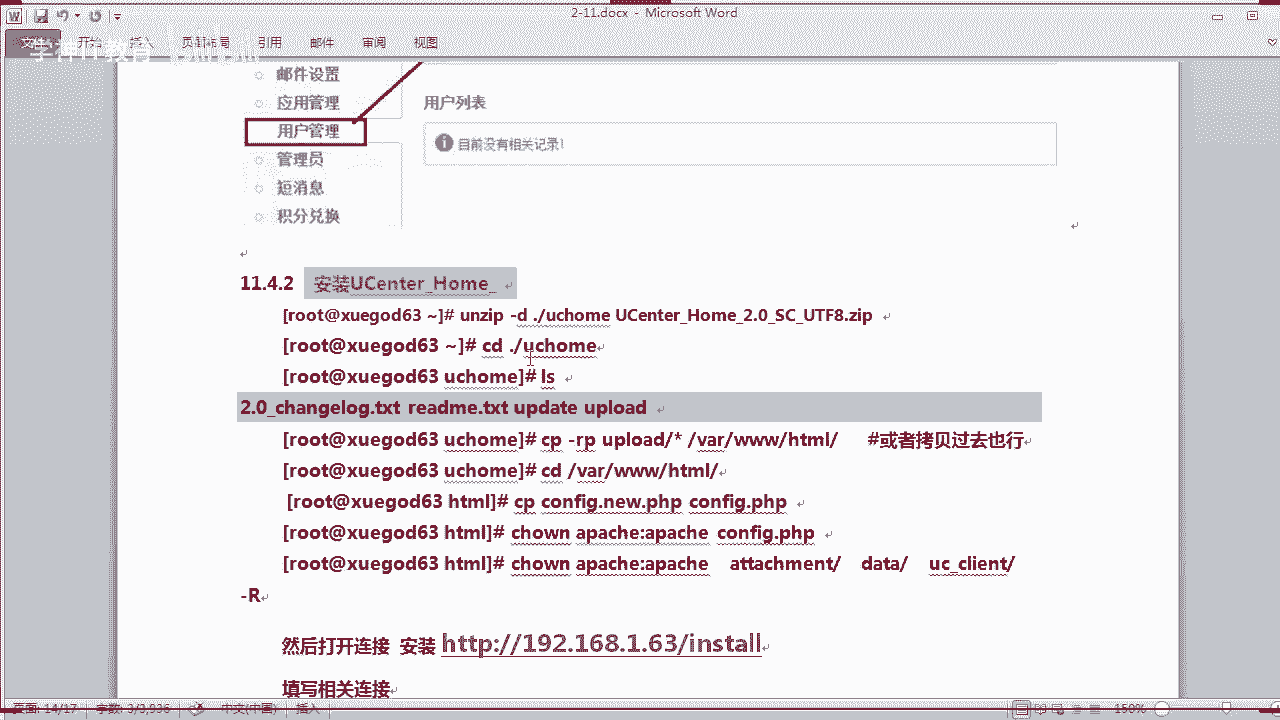 2-11.docx - Microsoft Word
开始 页面布局 引用 邮件 审阅 视图
学神IT教育
邮件设置
应用管理
用户列表
用户管理
目前没有相关记录!
管理员
短消息
积分兑换
11.4.2 安装UCenter_Home_
[root@xuegod63 ~]# unzip -d ./uchome UCenter_Home_2.0_SC_UTF8.zip
[root@xuegod63 ~]# cd ./uchome
[root@xuegod63 uchome]# ls
2.0_changelog.txt readme.txt update upload
[root@xuegod63 uchome]# cp -rp upload/* /var/www/html/ #或者拷贝过去也行
[root@xuegod63 uchome]# cd /var/www/html/
[root@xuegod63 html]# cp config.new.php config.php
[root@xuegod63 html]# chown apache:apache config.php
[root@xuegod63 html]# chown apache:apache attachment/ data/ uc_client/
-R
然后打开连接 安装 http://192.168.1.63/install
填写相关连接
页面: 14/17 字数: 3/3,936 中文(中国) 插入 150%